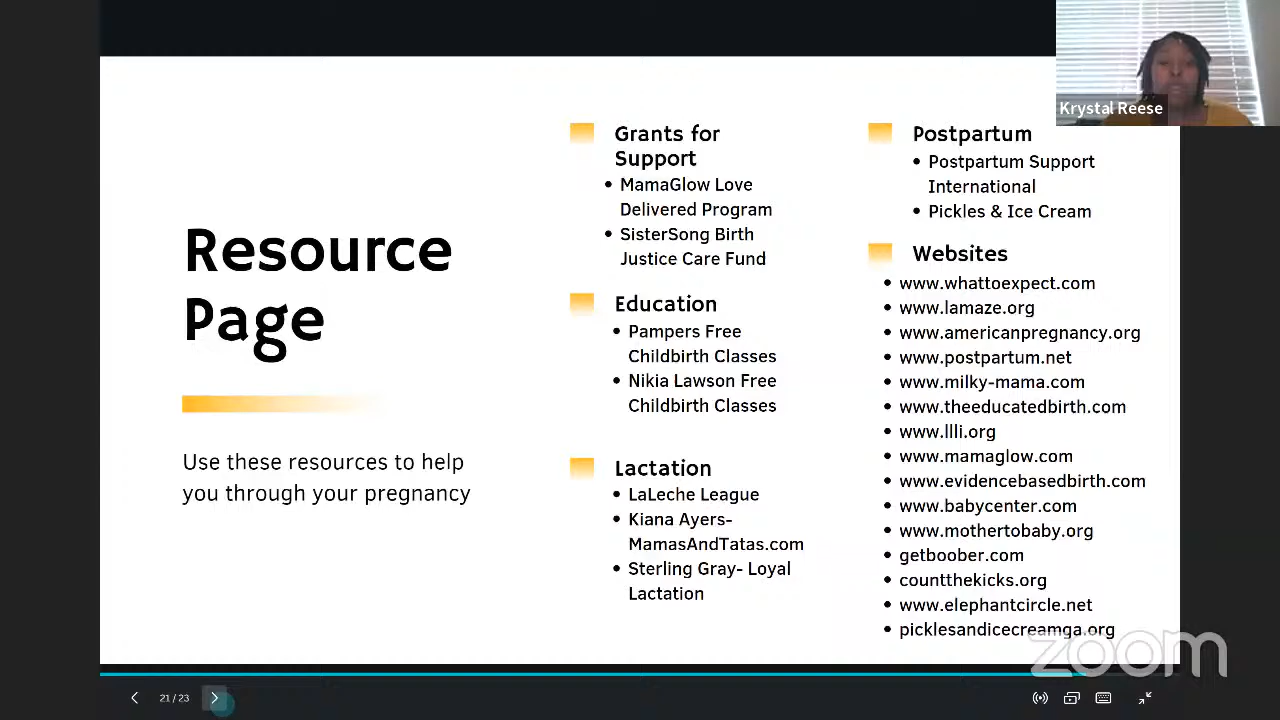 Resource
Page
Use these resources to help
you through your pregnancy
Grants for
Support
• MamaGlow Love
Delivered Program
• SisterSong Birth
Justice Care Fund
Education
• Pampers Free
Childbirth Classes
• Nikia Lawson Free
Childbirth Classes
Lactation
• LaLeche League
• Kiana Ayers-
MamasAndTatas.com
• Sterling Gray- Loyal
Lactation
Postpartum
• Postpartum Support
International
• Pickles & Ice Cream
Websites
• www.whattoexpect.com
• www.lamaze.org
• www.americanpregnancy.org
• www.postpartum.net
• www.milky-mama.com
• www.theeducatedbirth.com
• www.llli.org
• www.mamaglow.com
• www.evidencebasedbirth.com
• www.babycenter.com
• www.mothertobaby.org
• getboober.com
• countthekicks.org
• www.elephantcircle.net
• picklesandicecreamga.org
Krystal Reese
zoom
21 / 23